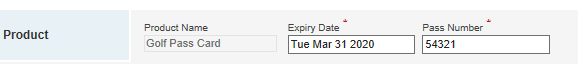 Product
Product Name
Expiry Date *
Pass Number *
Golf Pass Card
Tue Mar 31 2020
54321